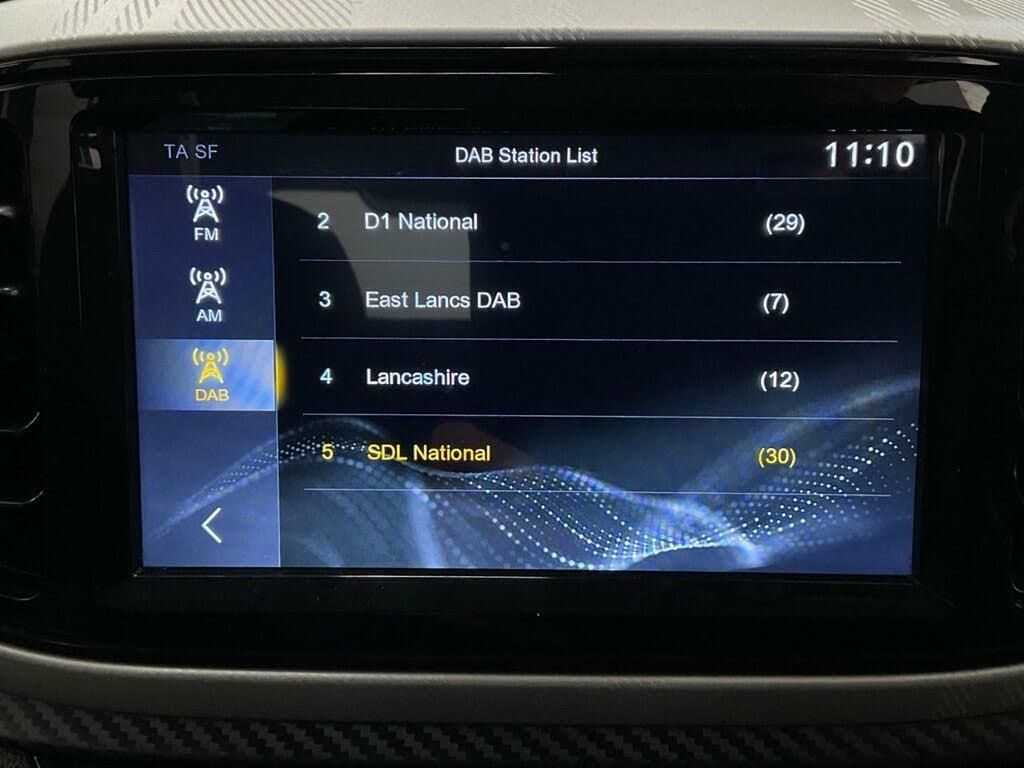 TA SF DAB Station List 11:10
FM
2 D1 National (29)
AM
3 East Lancs DAB (7)
DAB
4 Lancashire (12)
5 SDL National (30)